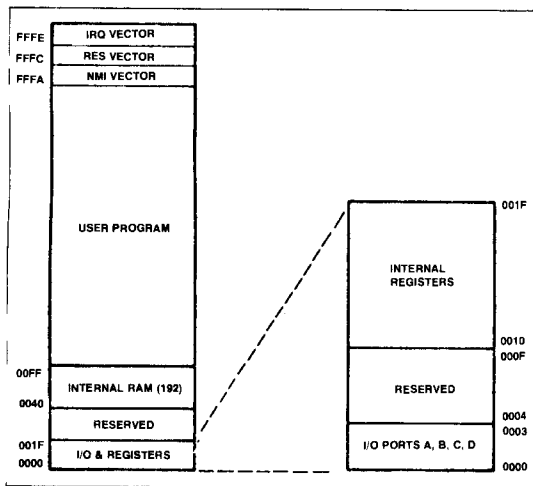 FFFE IRQ VECTOR
FFFC RES VECTOR
FFFA NMI VECTOR
USER PROGRAM
00FF
INTERNAL RAM (192)
0040
RESERVED
001F
I/O & REGISTERS
0000
001F
INTERNAL
REGISTERS
0010
000F
RESERVED
0004
0003
I/O PORTS A, B, C, D
0000